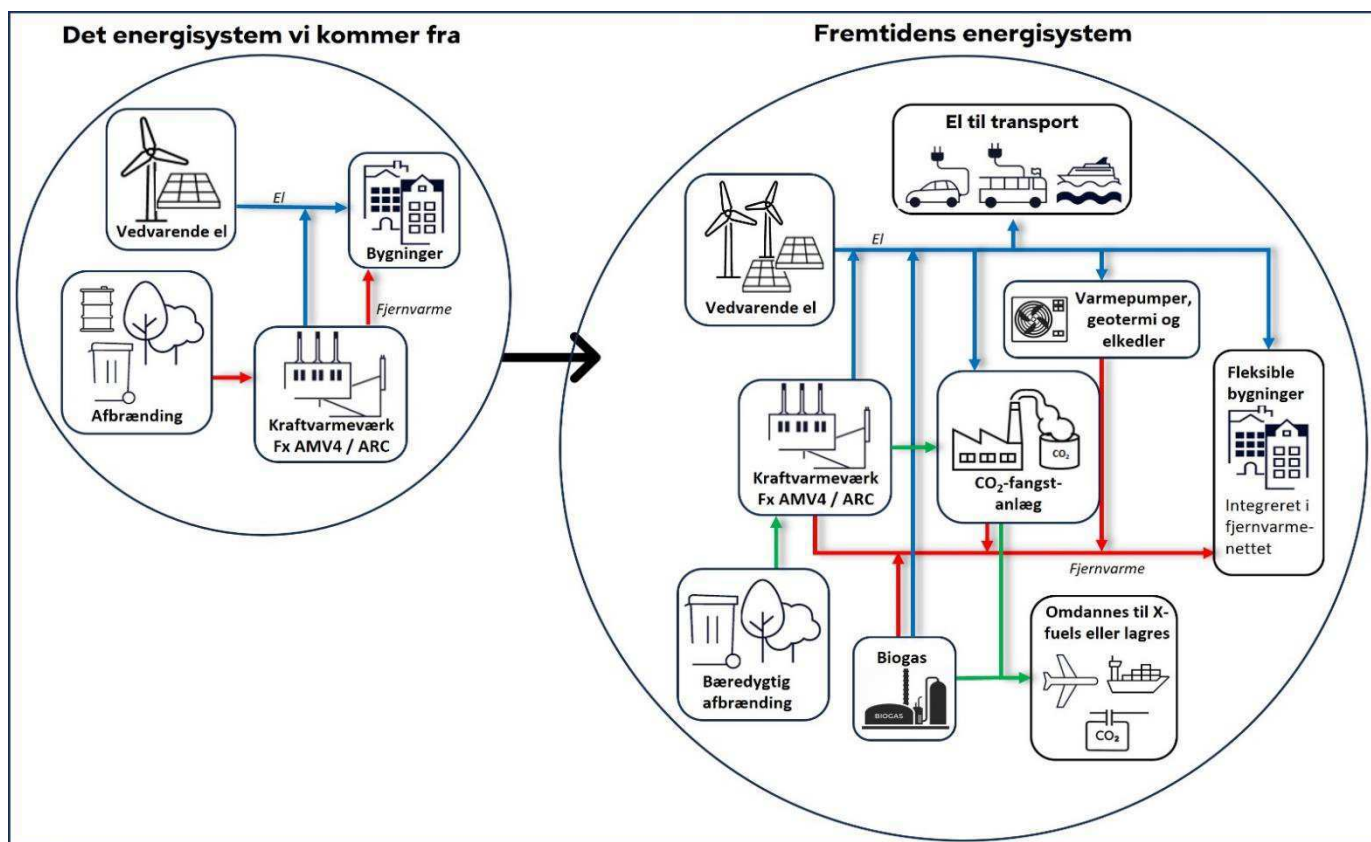 Det energisystem vi kommer fra
Vedvarende el
El
Bygninger
Fjernvarme
Afbrænding
Kraftvarmeværk
Fx AMV4 / ARC
Fremtidens energisystem
El til transport
Vedvarende el
El
Varmepumper,
geotermi og
elkedler
Kraftvarmeværk
Fx AMV4 / ARC
CO₂
CO₂-fangst-
anlæg
Fleksible
bygninger
Integreret i
fjernvarme-
nettet
Fjernvarme
Bæredygtig
afbrænding
Biogas
BIOGAS
Omdannes til X-
fuels eller lagres
CO₂